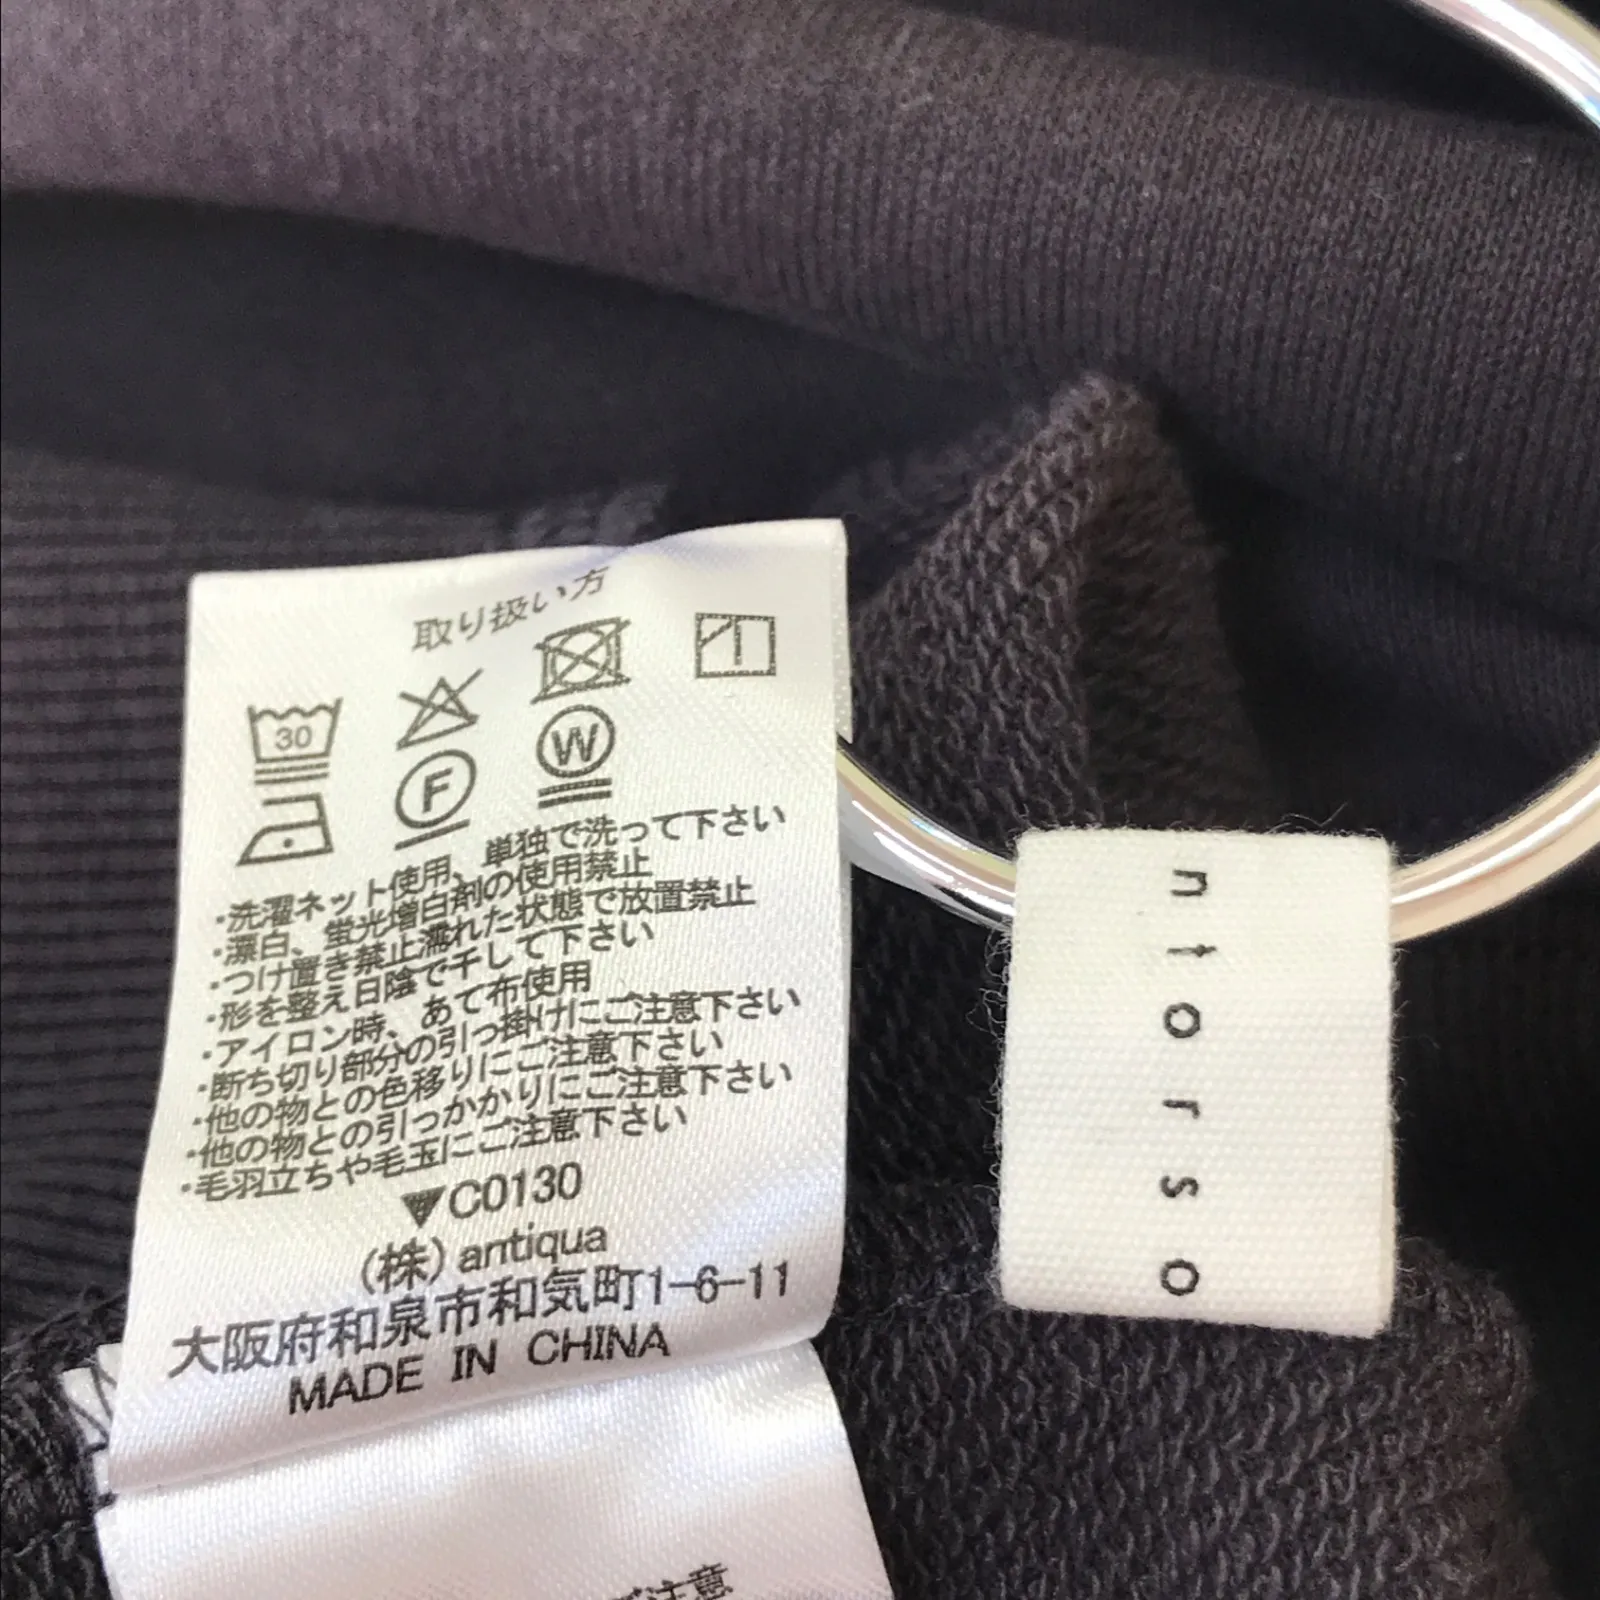 取り扱い方
30
F
W
・洗濯ネット使用、単独で洗って下さい
・漂白、蛍光増白剤の使用禁止
・つけ置き禁止濡れた状態で放置禁止
・形を整え日陰で干して下さい
・アイロン時、あて布使用
・断ち切り部分の引っ掛けにご注意下さい
・他の物との色移りにご注意下さい
・他の物との引っかかりにご注意下さい
・毛羽立ちや毛玉にご注意下さい
C0130
(株)antiqua
大阪府和泉市和気町1-6-11
MADE IN CHINA
ご注意
ntorso